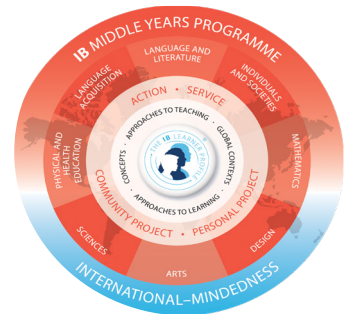 IB MIDDLE YEARS PROGRAMME
LANGUAGE AND
LITERATURE
INDIVIDUALS
AND SOCIETIES
MATHEMATICS
DESIGN
ARTS
SCIENCES
PHYSICAL AND
HEALTH
EDUCATION
LANGUAGE
ACQUISITION
ACTION • SERVICE
COMMUNITY PROJECT • PERSONAL PROJECT
APPROACHES TO TEACHING
GLOBAL CONTEXTS
APPROACHES TO LEARNING
CONCEPTS
THE IB LEARNER PROFILE
INTERNATIONAL–MINDEDNESS